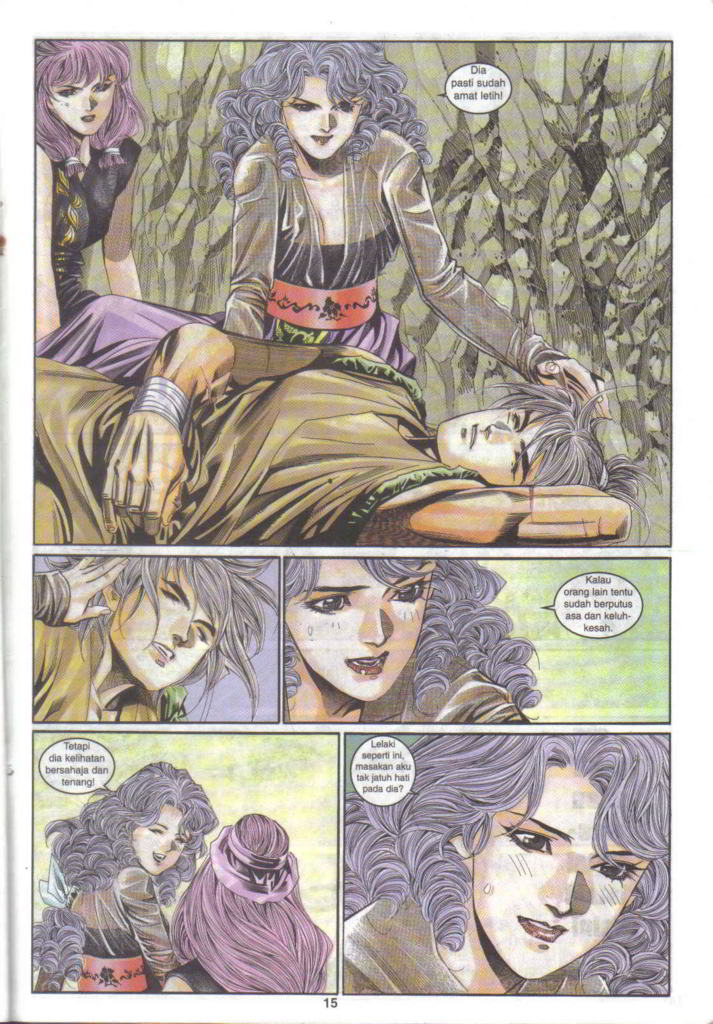 Dia
pasti sudah
amat letih!
Kalau
orang lain tentu
sudah berputus
asa dan keluh-
kesah.
Tetapi
dia kelihatan
bersahaja dan
tenang!
Lelaki
seperti ini,
masakan aku
tak jatuh hati
pada dia?
15